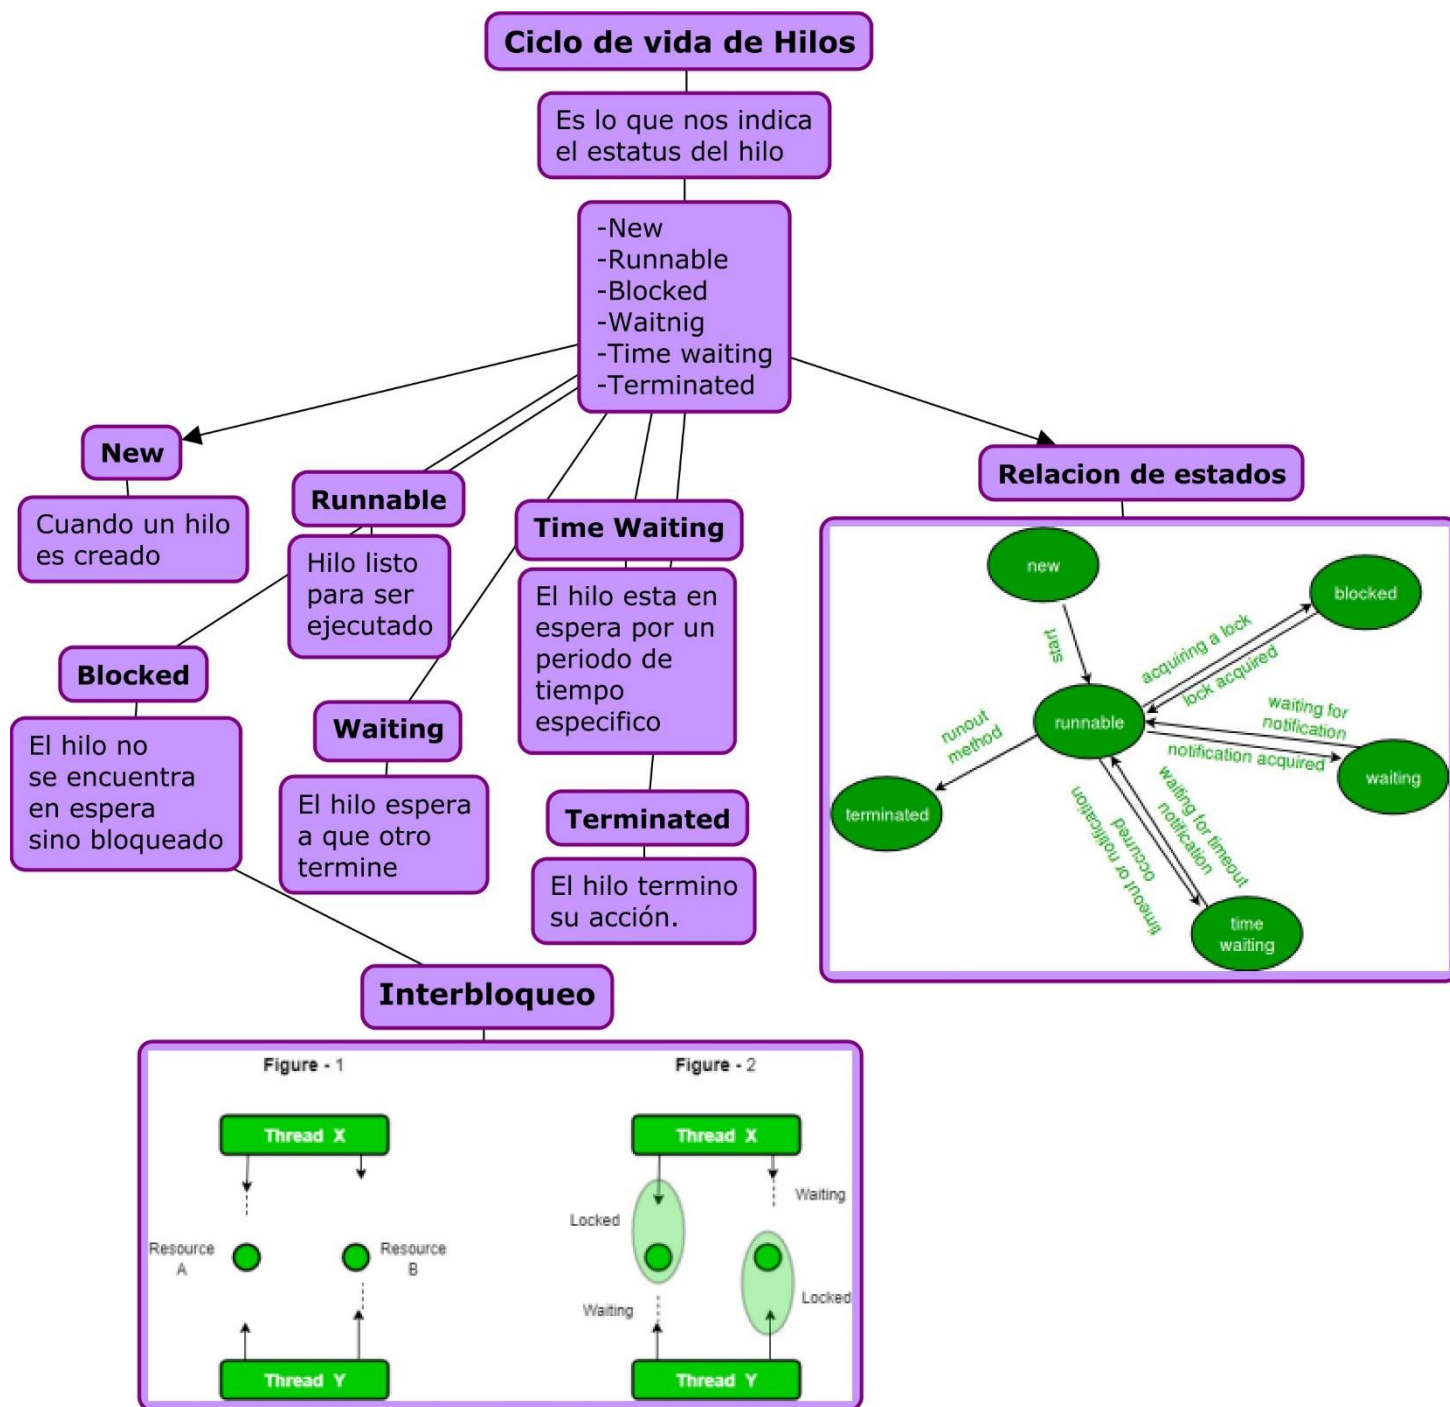 Ciclo de vida de Hilos
Es lo que nos indica
el estatus del hilo
-New
-Runnable
-Blocked
-Waitnig
-Time waiting
-Terminated
New
Cuando un hilo
es creado
Runnable
Hilo listo
para ser
ejecutado
Time Waiting
El hilo esta en
espera por un
periodo de
tiempo
especifico
Blocked
El hilo no
se encuentra
en espera
sino bloqueado
Waiting
El hilo espera
a que otro
termine
Terminated
El hilo termino
su acción.
Relacion de estados
new
blocked
start
acquiring a lock
lock acquired
runnable
waiting for
notification
notification acquired
waiting
runout
method
terminated
waiting for timeout
notification
timeout or notification
occurred
time
waiting
Interbloqueo
Figure - 1
Thread X
Resource
A
Resource
B
Thread Y
Figure - 2
Thread X
Waiting
Locked
Waiting
Locked
Thread Y